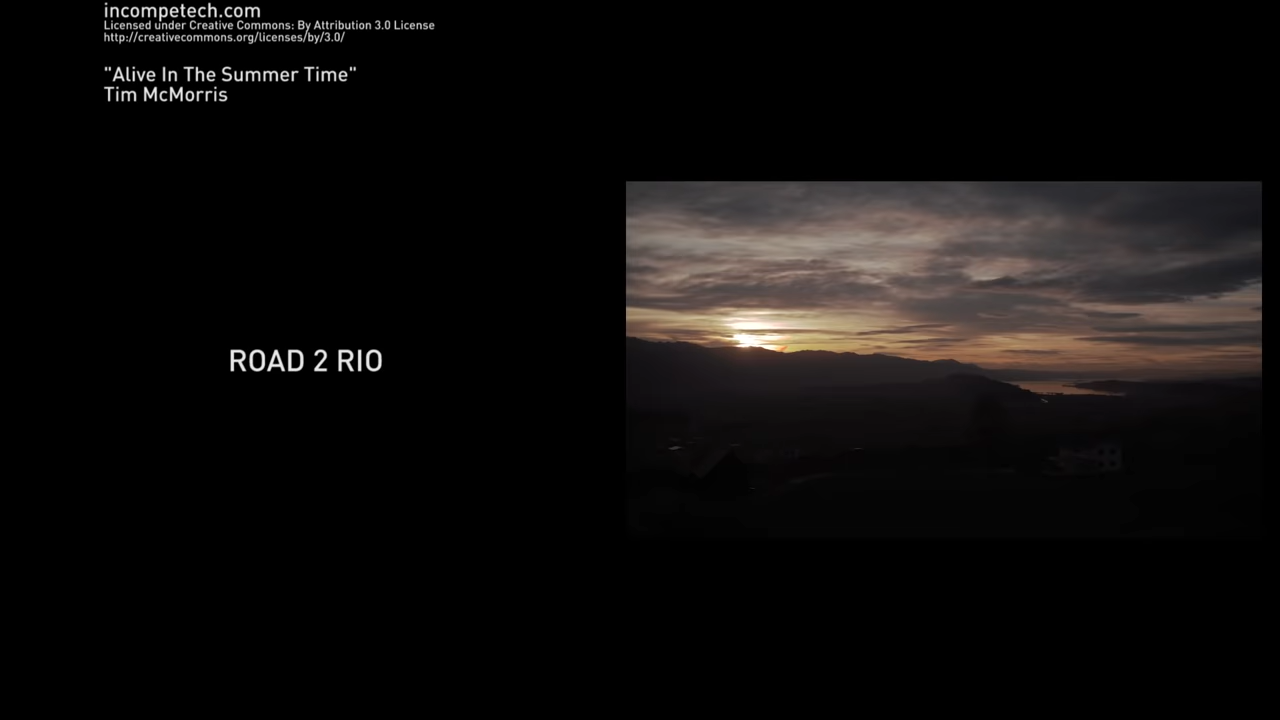 incompetech.com
Licensed under Creative Commons: By Attribution 3.0 License
http://creativecommons.org/licenses/by/3.0/
"Alive In The Summer Time"
Tim McMorris
ROAD 2 RIO